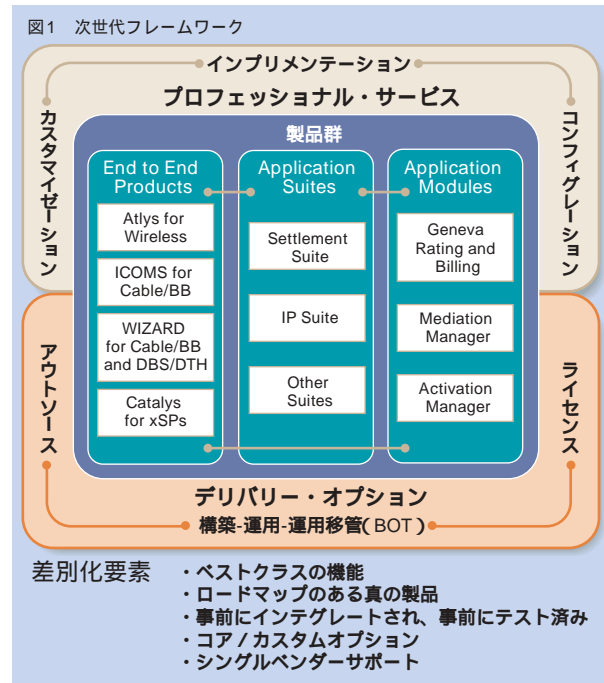 図1 次世代フレームワーク
インプリメンテーション
プロフェッショナル・サービス
カスタマイゼーション
コンフィグレーション
製品群
End to End
Products
Atlys for
Wireless
ICOMS for
Cable/BB
WIZARD
for Cable/BB
and DBS/DTH
Catalys
for xSPs
Application
Suites
Settlement
Suite
IP Suite
Other
Suites
Application
Modules
Geneva
Rating and
Billing
Mediation
Manager
Activation
Manager
アウトソース
ライセンス
デリバリー・オプション
構築-運用-運用移管(BOT)
差別化要素
・ベストクラスの機能
・ロードマップのある真の製品
・事前にインテグレートされ、事前にテスト済み
・コア/カスタムオプション
・シングルベンダーサポート